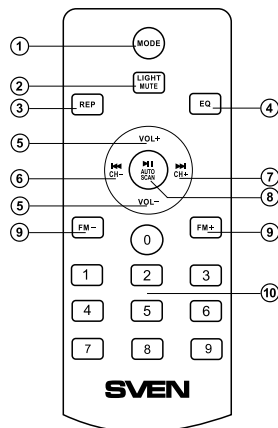 ① MODE
② LIGHT
MUTE
③ REP
EQ ④
⑤ VOL+
⑥ ⏮ CH−
⏯ AUTO SCAN
⏭ CH+ ⑦
⑧
⑤ VOL−
⑨ FM−
FM+ ⑨
0
⑩
1 2 3
4 5 6
7 8 9
SVEN